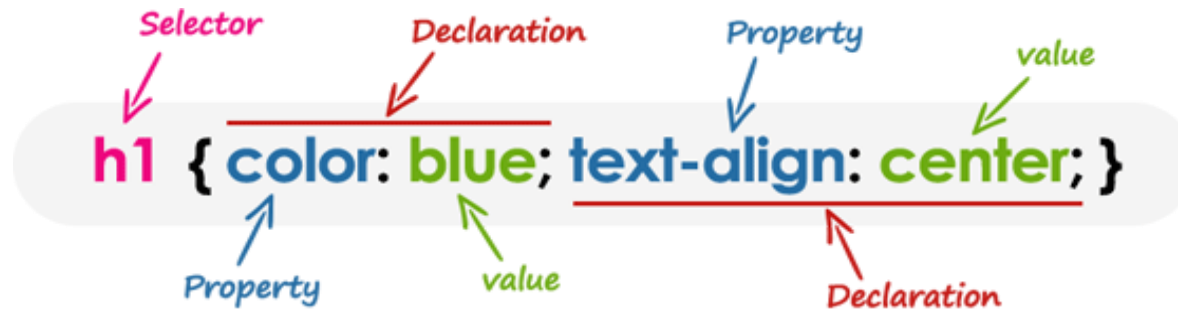 Selector
Declaration
Property
value
h1 { color: blue; text-align: center; }
Property
value
Declaration